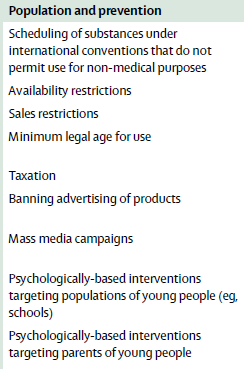 Population and prevention
Scheduling of substances under
international conventions that do not
permit use for non-medical purposes
Availability restrictions
Sales restrictions
Minimum legal age for use
Taxation
Banning advertising of products
Mass media campaigns
Psychologically-based interventions
targeting populations of young people (eg,
schools)
Psychologically-based interventions
targeting parents of young people